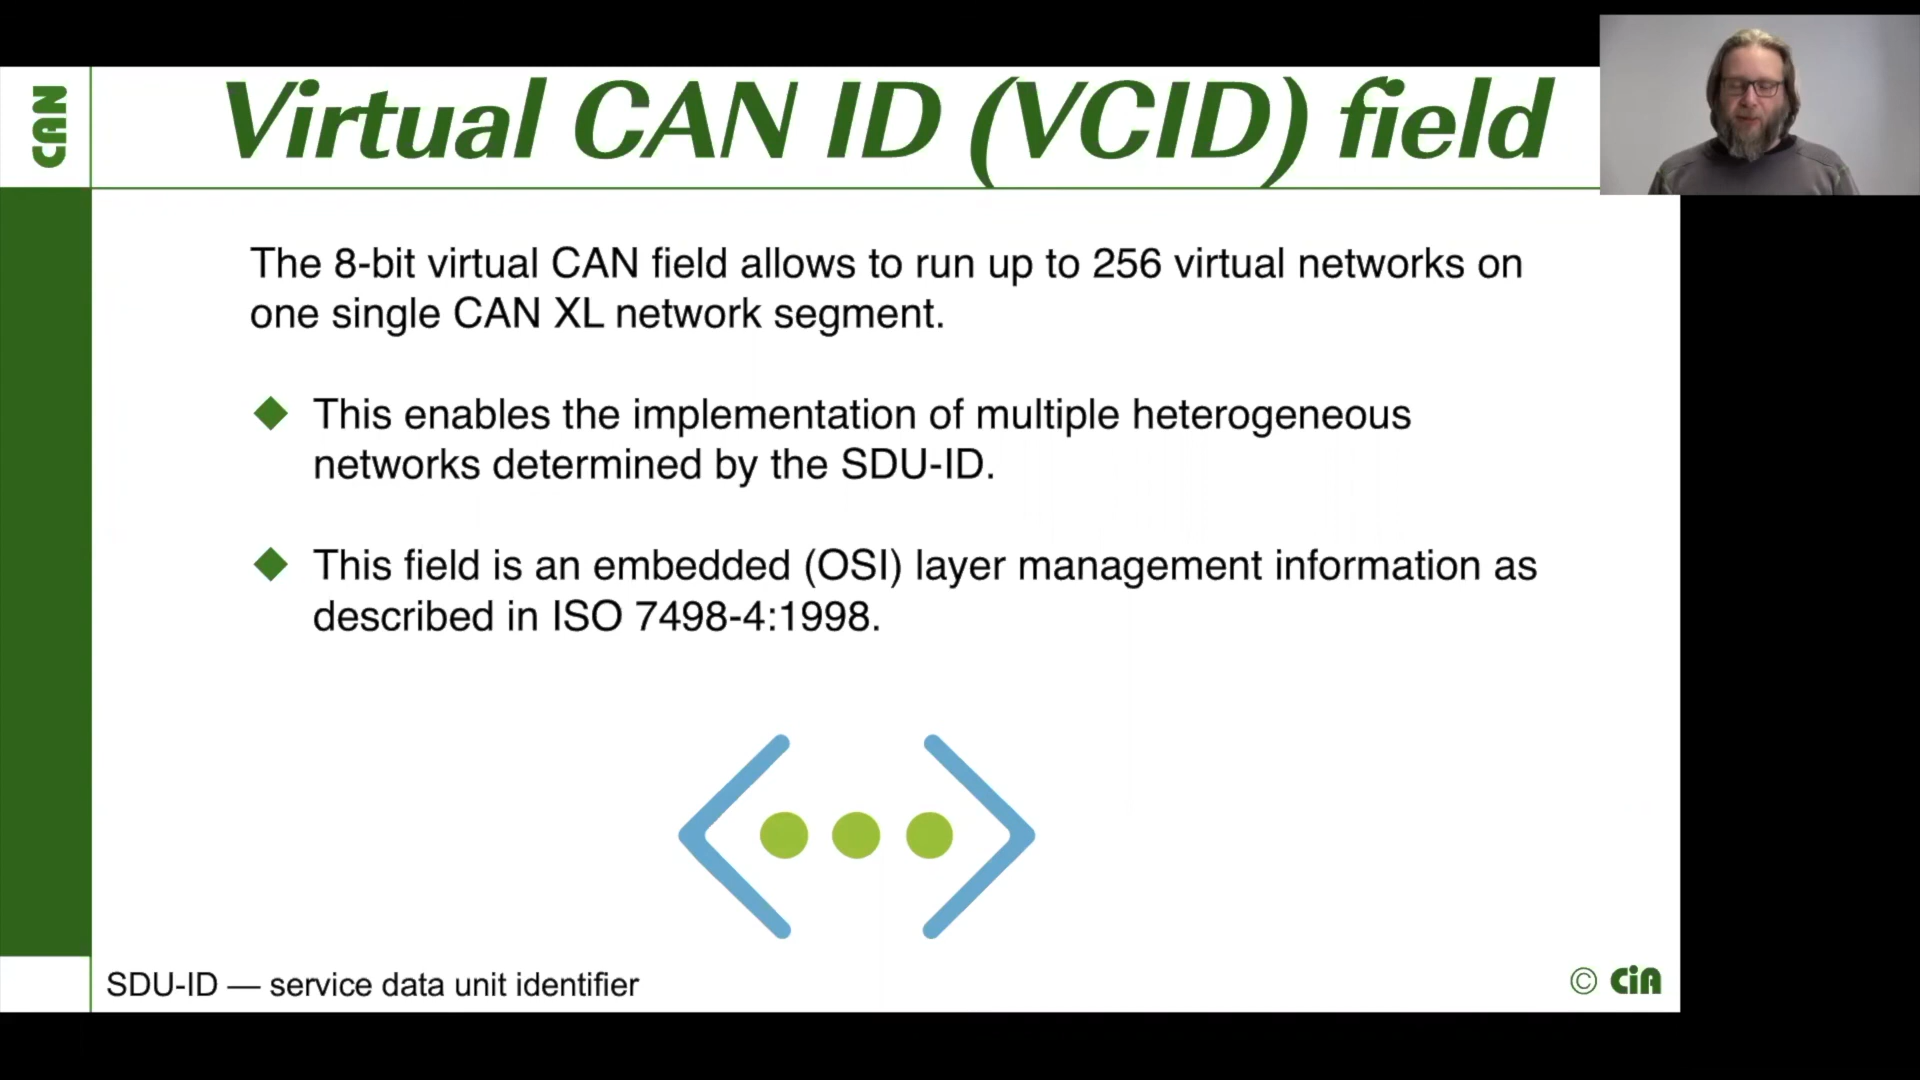 CAN
Virtual CAN ID (VCID) field
The 8-bit virtual CAN field allows to run up to 256 virtual networks on
one single CAN XL network segment.
This enables the implementation of multiple heterogeneous
networks determined by the SDU-ID.
This field is an embedded (OSI) layer management information as
described in ISO 7498-4:1998.
SDU-ID — service data unit identifier
© CiA